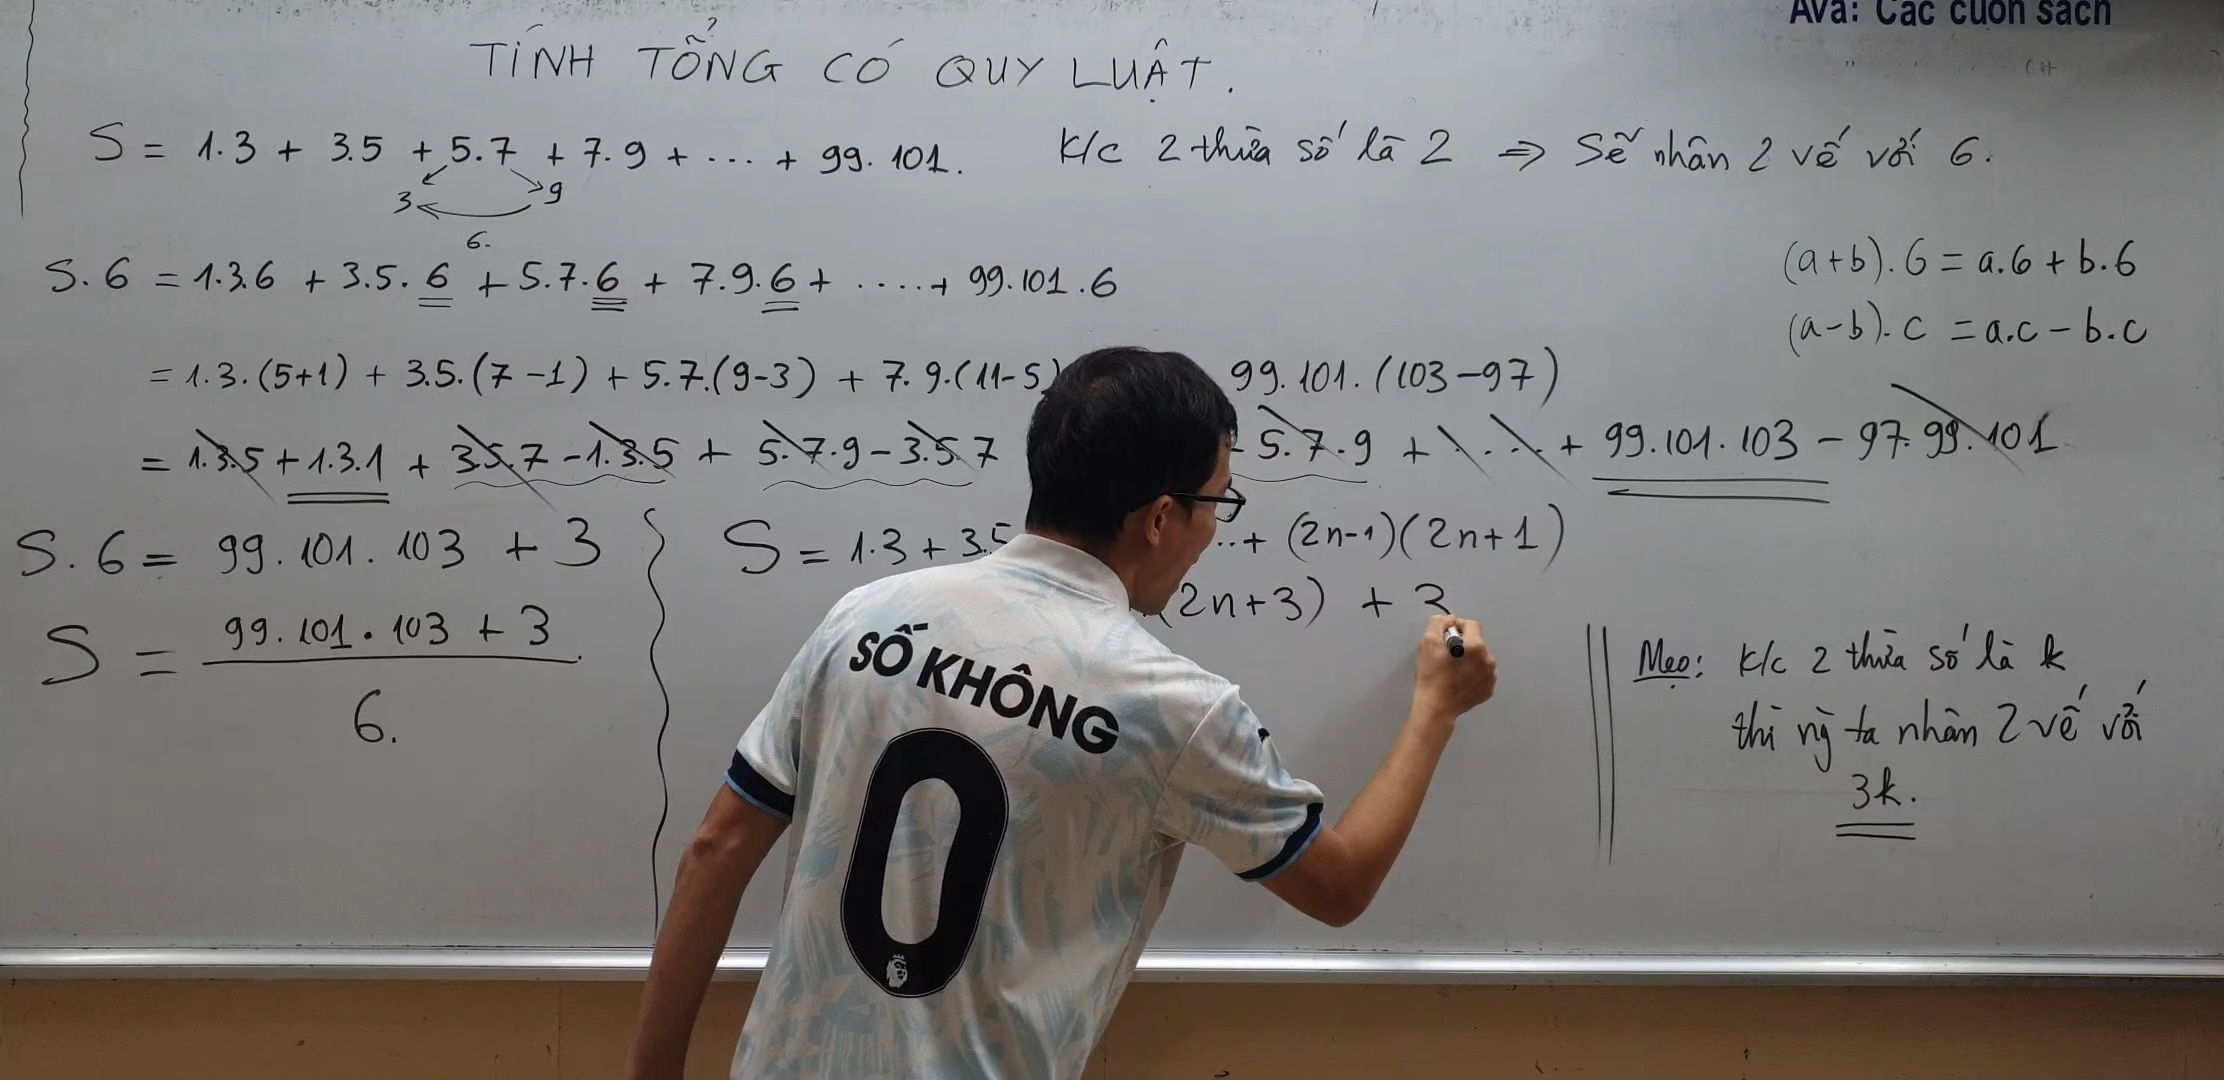 Ava: Các cuốn sách
TÍNH TỔNG CÓ QUY LUẬT.
S = 1.3 + 3.5 + 5.7 + 7.9 + ... + 99.101. K/c 2 thừa số là 2 => Sẽ nhân 2 vế với 6.
3 9
6.
S.6 = 1.3.6 + 3.5.6 + 5.7.6 + 7.9.6 + ....+ 99.101.6
(a+b).6 = a.6 + b.6
(a-b).c = a.c - b.c
= 1.3.(5+1) + 3.5.(7-1) + 5.7.(9-3) + 7.9.(11-5) 99.101.(103-97)
= 1.3.5 + 1.3.1 + 3.5.7 - 1.3.5 + 5.7.9 - 3.5.7 - 5.7.9 + ... + 99.101.103 - 97.99.101
S.6 = 99.101.103 + 3
S = 1.3 + 3.5 ..+ (2n-1)(2n+1)
(2n+3) + 3
S = 99.101.103 + 3
6.
Mẹo: K/c 2 thừa số là k
thì ng ta nhân 2 vế với
3k.
SỐ KHÔNG
0